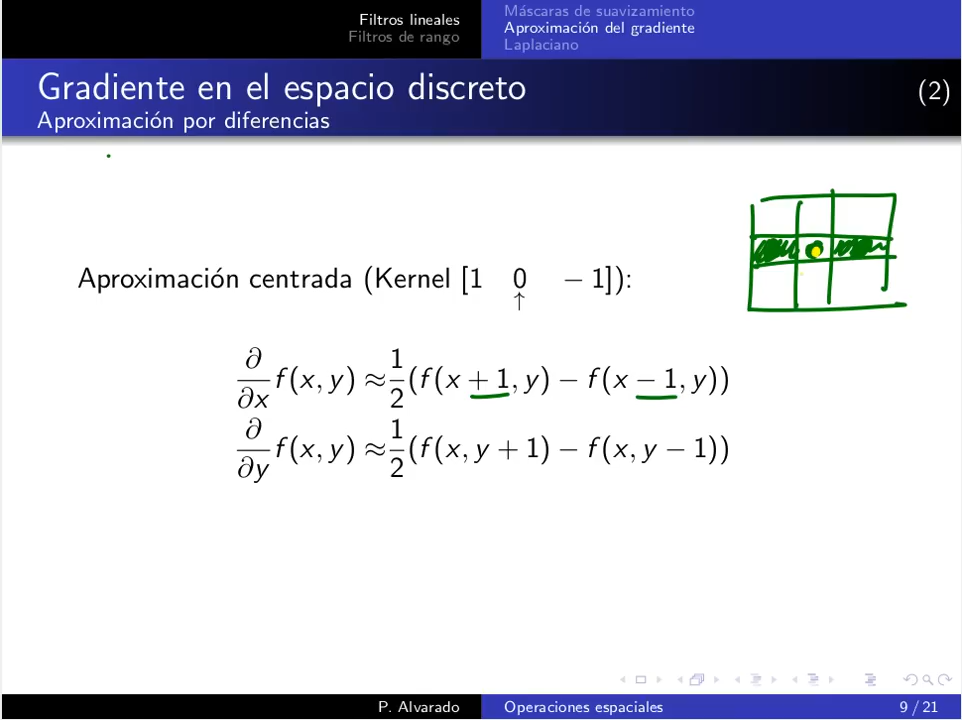 Filtros lineales
Filtros de rango
Máscaras de suavizamiento
Aproximación del gradiente
Laplaciano
Gradiente en el espacio discreto (2)
Aproximación por diferencias
Aproximación centrada (Kernel [1 0 − 1]):
↑
∂/∂x f(x, y) ≈ 1/2 (f(x + 1, y) − f(x − 1, y))
∂/∂y f(x, y) ≈ 1/2 (f(x, y + 1) − f(x, y − 1))
P. Alvarado Operaciones espaciales 9 / 21